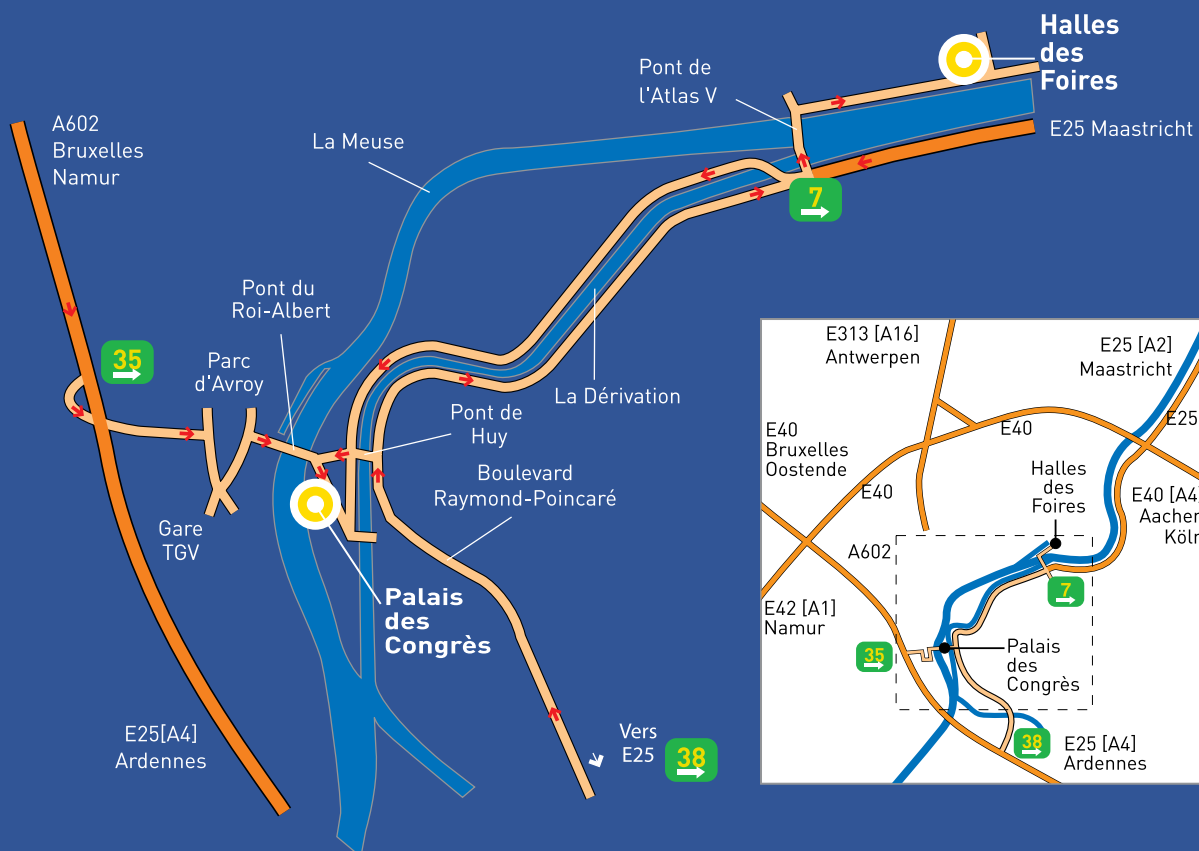 Halles
des
Foires
Pont de
l'Atlas V
E25 Maastricht
A602
Bruxelles
Namur
La Meuse
7
Pont du
Roi-Albert
35
Parc
d'Avroy
La Dérivation
Pont de
Huy
Boulevard
Raymond-Poincaré
Gare
TGV
Palais
des
Congrès
E25[A4]
Ardennes
Vers
E25
38
E313 [A16]
Antwerpen
E25 [A2]
Maastricht
E25
E40
Bruxelles
Oostende
E40
E40
Halles
des
Foires
E40 [A4
Aachen
Köln
A602
7
E42 [A1]
Namur
35
Palais
des
Congrès
38
E25 [A4]
Ardennes